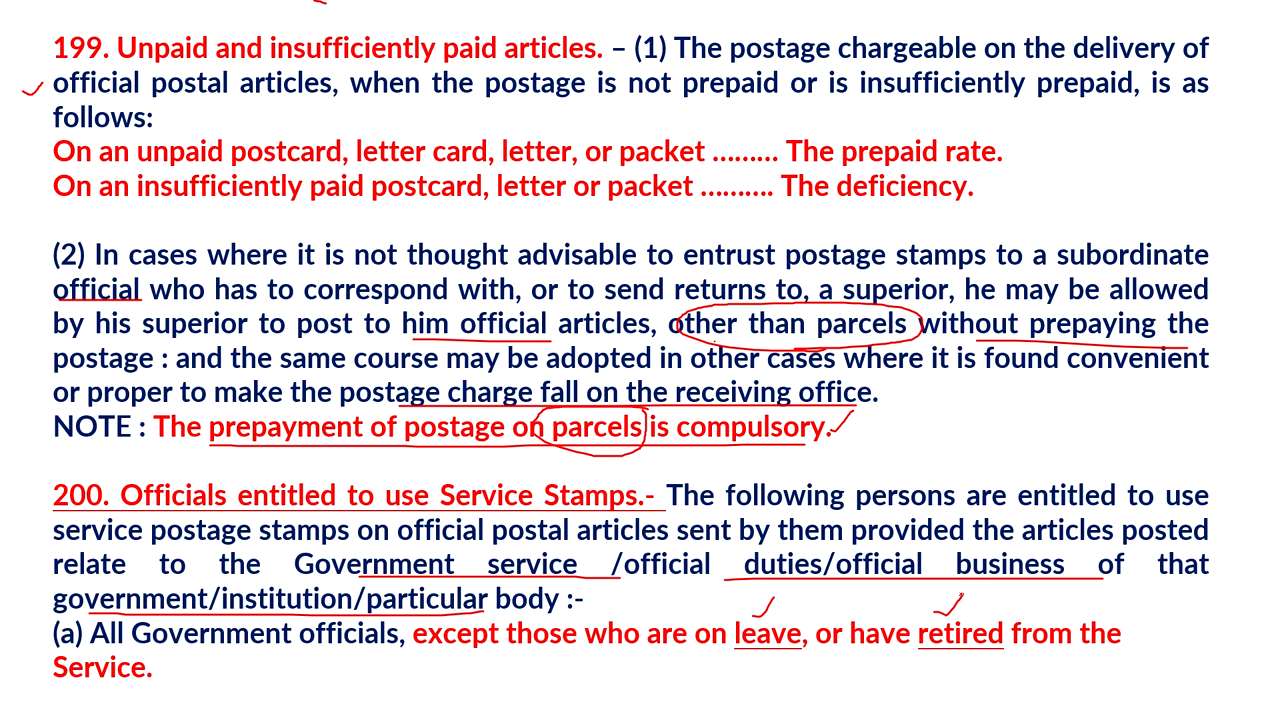 199. Unpaid and insufficiently paid articles. – (1) The postage chargeable on the delivery of
official postal articles, when the postage is not prepaid or is insufficiently prepaid, is as
follows:
On an unpaid postcard, letter card, letter, or packet ......... The prepaid rate.
On an insufficiently paid postcard, letter or packet .......... The deficiency.
(2) In cases where it is not thought advisable to entrust postage stamps to a subordinate
official who has to correspond with, or to send returns to, a superior, he may be allowed
by his superior to post to him official articles, other than parcels without prepaying the
postage : and the same course may be adopted in other cases where it is found convenient
or proper to make the postage charge fall on the receiving office.
NOTE : The prepayment of postage on parcels is compulsory.
200. Officials entitled to use Service Stamps.- The following persons are entitled to use
service postage stamps on official postal articles sent by them provided the articles posted
relate to the Government service /official duties/official business of that
government/institution/particular body :-
(a) All Government officials, except those who are on leave, or have retired from the
Service.